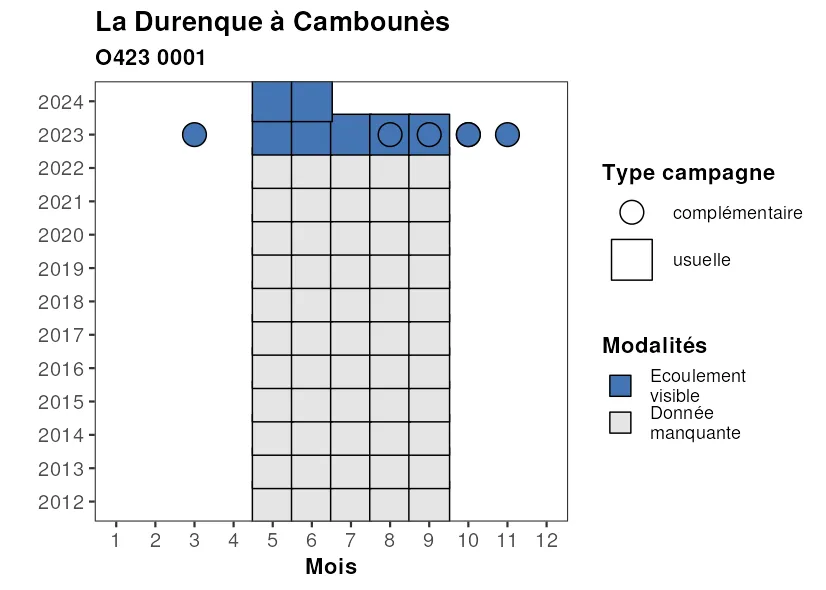 La Durenque à Cambounès
O423 0001
2024
2023
2022
2021
2020
2019
2018
2017
2016
2015
2014
2013
2012
1 2 3 4 5 6 7 8 9 10 11 12
Mois
Type campagne
complémentaire
usuelle
Modalités
Ecoulement
visible
Donnée
manquante